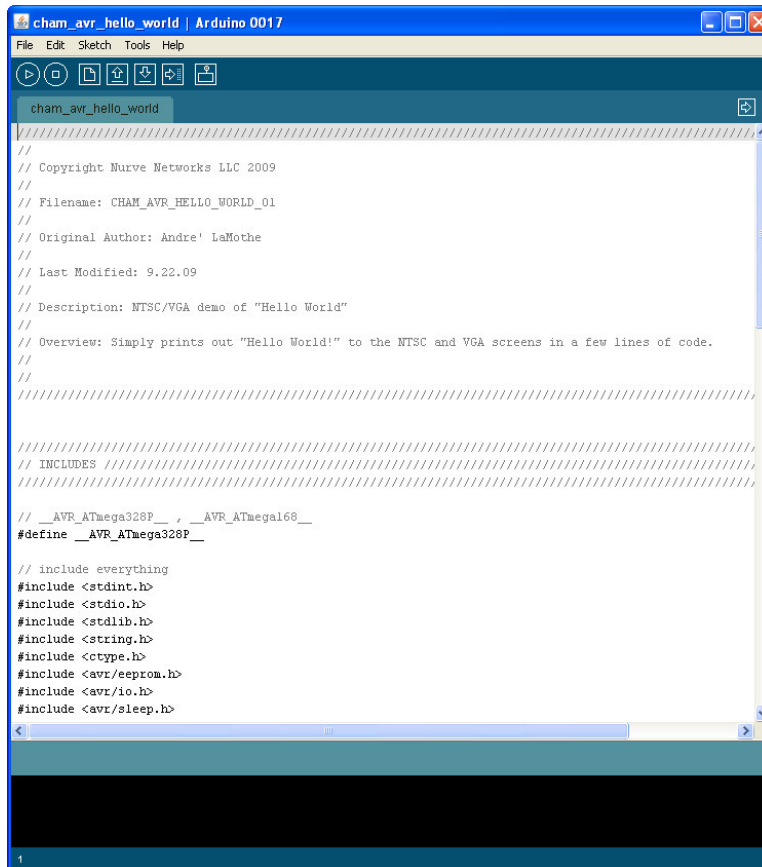 cham_avr_hello_world | Arduino 0017
File Edit Sketch Tools Help
cham_avr_hello_world
////////////////////////////////////////////////////////////////////////////////////////////////////////
//
// Copyright Nurve Networks LLC 2009
//
// Filename: CHAM_AVR_HELLO_WORLD_01
//
// Original Author: Andre' LaMothe
//
// Last Modified: 9.22.09
//
// Description: NTSC/VGA demo of "Hello World"
//
// Overview: Simply prints out "Hello World!" to the NTSC and VGA screens in a few lines of code.
//
//
////////////////////////////////////////////////////////////////////////////////////////////////////////
////////////////////////////////////////////////////////////////////////////////////////////////////////
// INCLUDES ////////////////////////////////////////////////////////////////////////////////////////////
////////////////////////////////////////////////////////////////////////////////////////////////////////
// __AVR_ATmega328P__ , __AVR_ATmega168__
#define __AVR_ATmega328P__
// include everything
#include <stdint.h>
#include <stdio.h>
#include <stdlib.h>
#include <string.h>
#include <ctype.h>
#include <avr/eeprom.h>
#include <avr/io.h>
#include <avr/sleep.h>
1